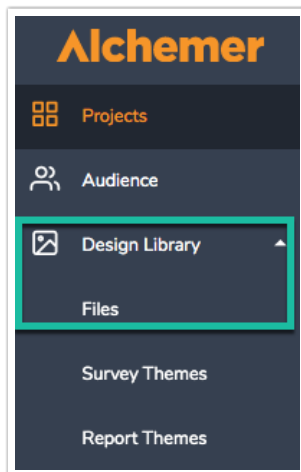 Alchemer
Projects
Audience
Design Library
Files
Survey Themes
Report Themes